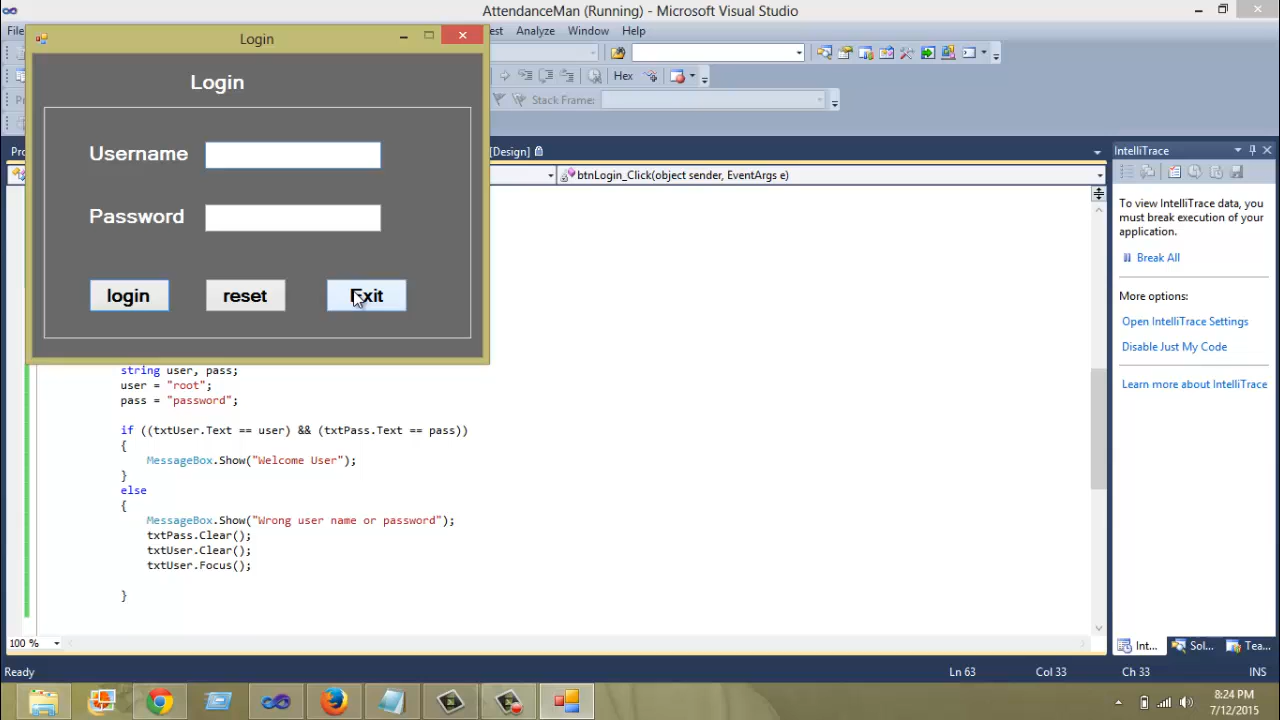 AttendanceMan (Running) - Microsoft Visual Studio
Login
Analyze Window Help
Login
Hex
Stack Frame:
[Design]
IntelliTrace
Username
btnLogin_Click(object sender, EventArgs e)
Password
To view IntelliTrace data, you
must break execution of your
application.
Break All
login reset Exit
More options:
Open IntelliTrace Settings
Disable Just My Code
Learn more about IntelliTrace
string user, pass;
user = "root";
pass = "password";
if ((txtUser.Text == user) && (txtPass.Text == pass))
{
MessageBox.Show("Welcome User");
}
else
{
MessageBox.Show("Wrong user name or password");
txtPass.Clear();
txtUser.Clear();
txtUser.Focus();
}
100 %
Int... Sol... Tea...
Ready Ln 63 Col 33 Ch 33 INS
8:24 PM
7/12/2015